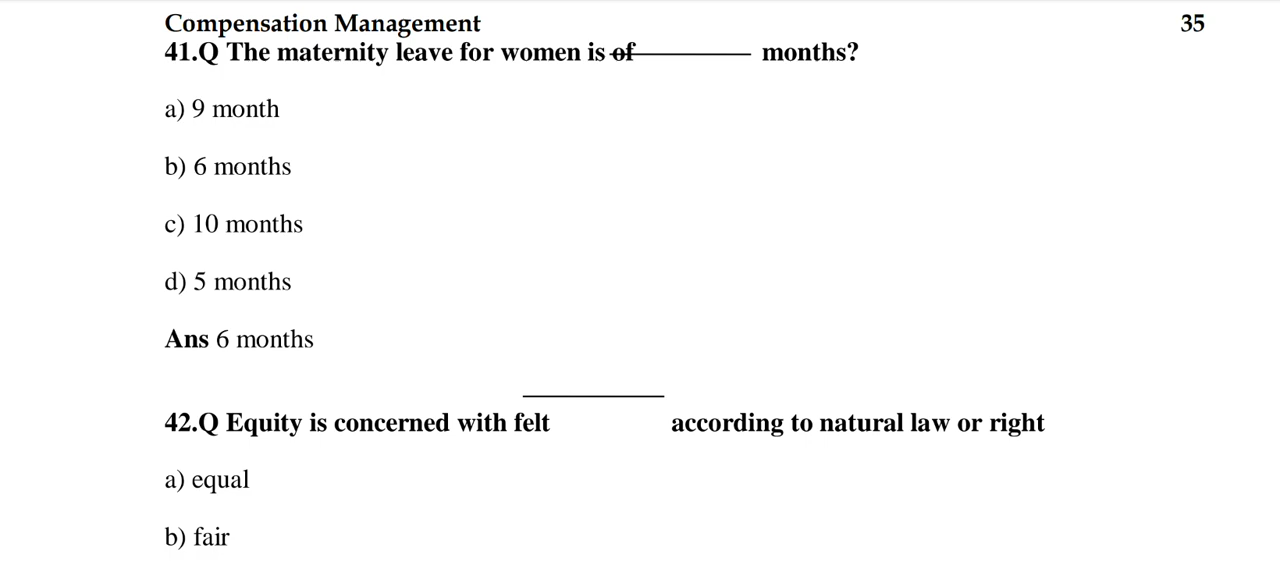 Compensation Management 35
41.Q The maternity leave for women is of months?
a) 9 month
b) 6 months
c) 10 months
d) 5 months
Ans 6 months
42.Q Equity is concerned with felt according to natural law or right
a) equal
b) fair